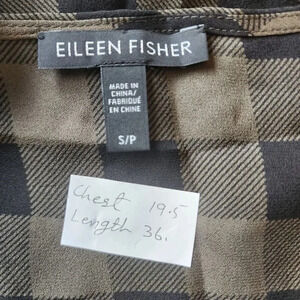 EILEEN FISHER
MADE IN
CHINA/
FABRIQUÉ
EN CHINE
S/P
Chest 19.5
Length 36.